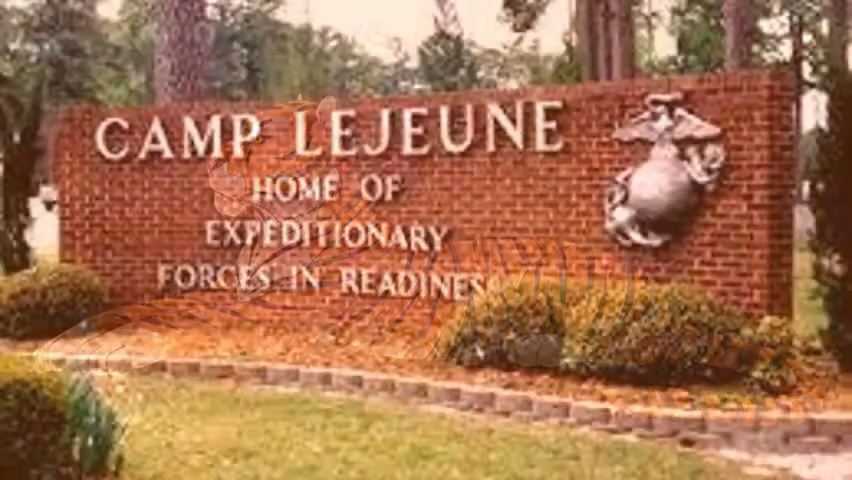 CAMP LEJEUNE
HOME OF
EXPEDITIONARY
FORCES IN READINESS